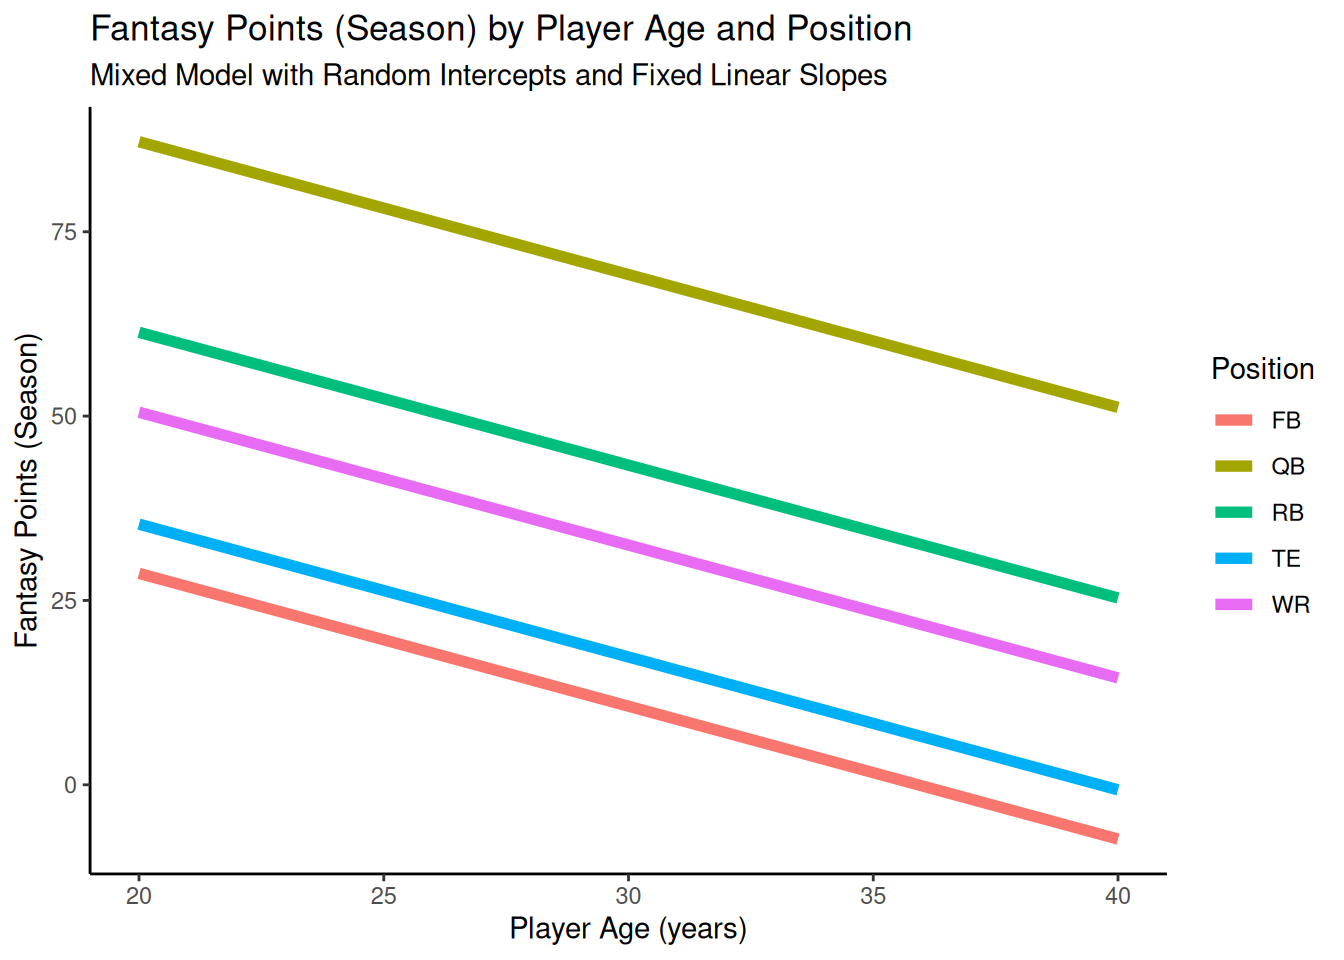 Fantasy Points (Season) by Player Age and Position
Mixed Model with Random Intercepts and Fixed Linear Slopes
Fantasy Points (Season)
75
50
25
0
20 25 30 35 40
Player Age (years)
Position
FB
QB
RB
TE
WR